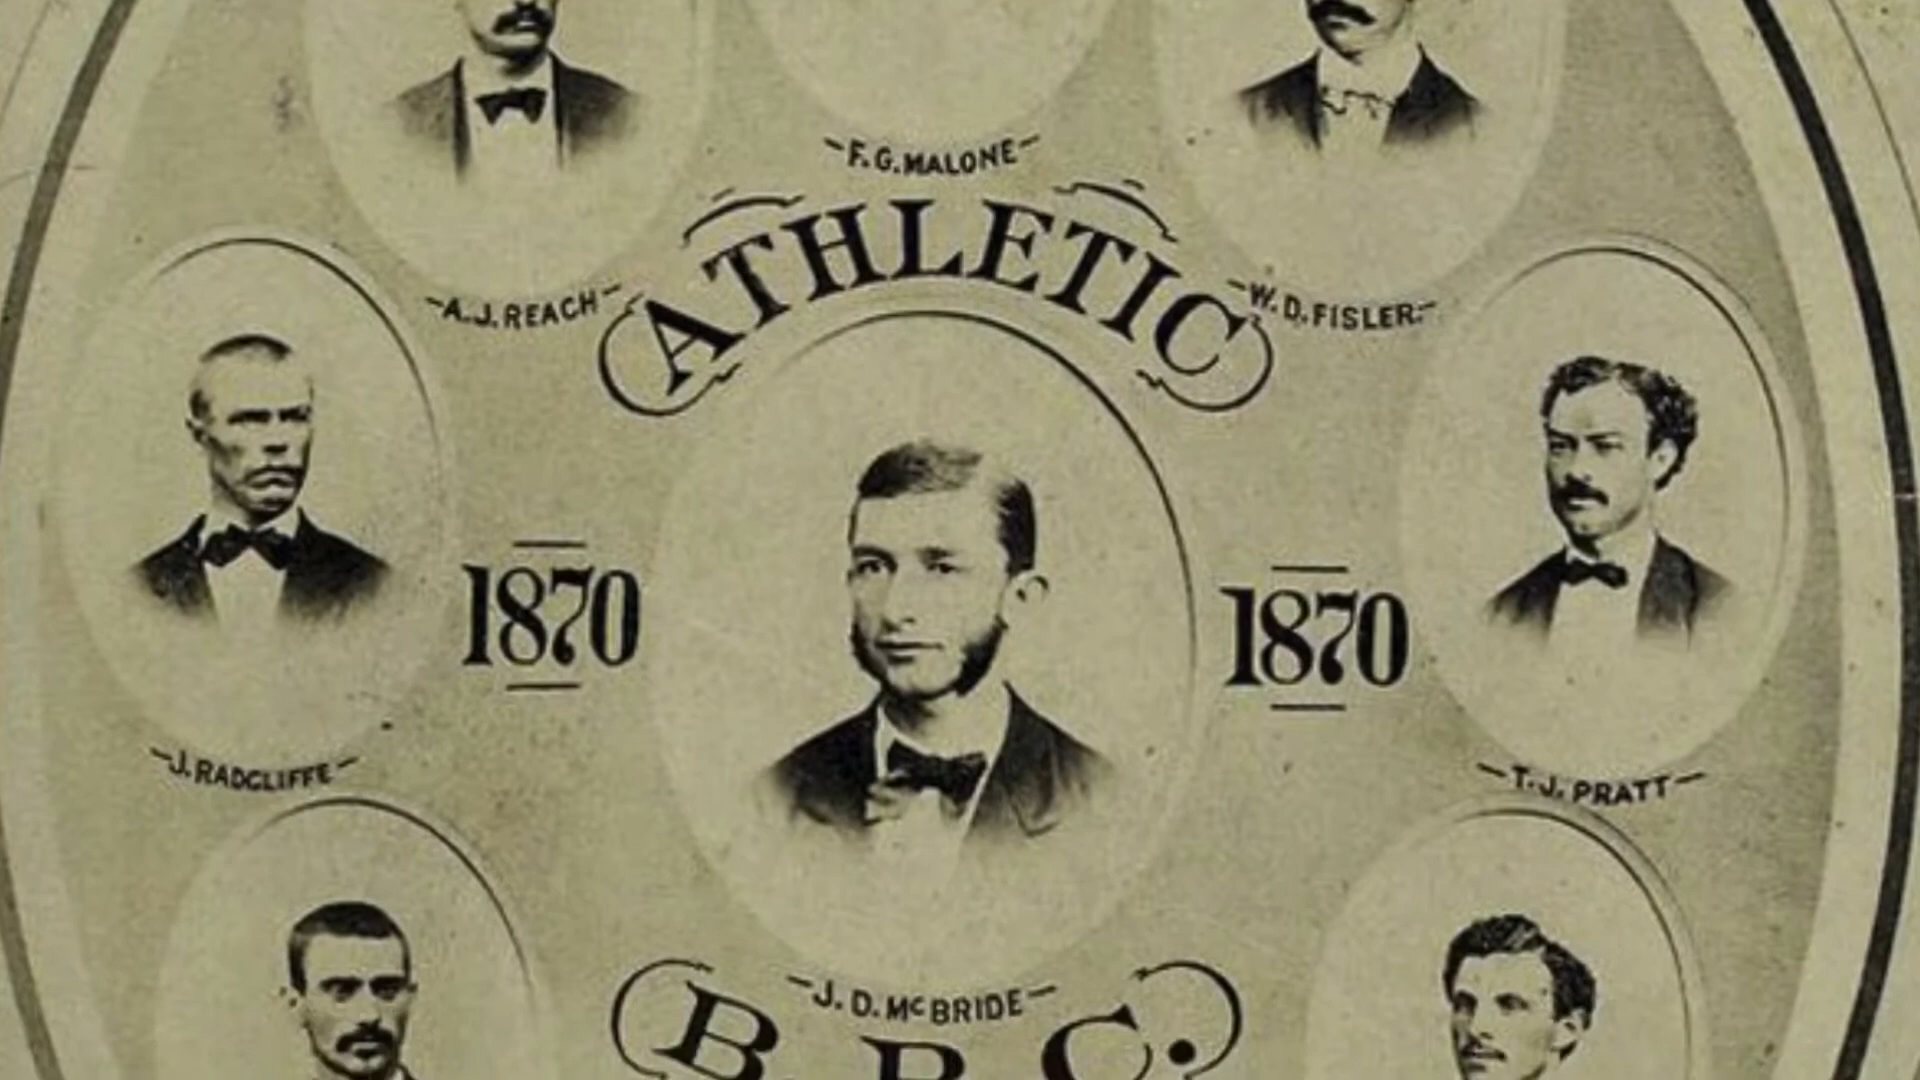 -F.G.MALONE-
ATHLETIC
-A.J.REACH-
-W.D.FISLER-
1870
1870
-J.RADCLIFFE-
-T.J.PRATT-
-J.D.McBRIDE-
B.B.C.